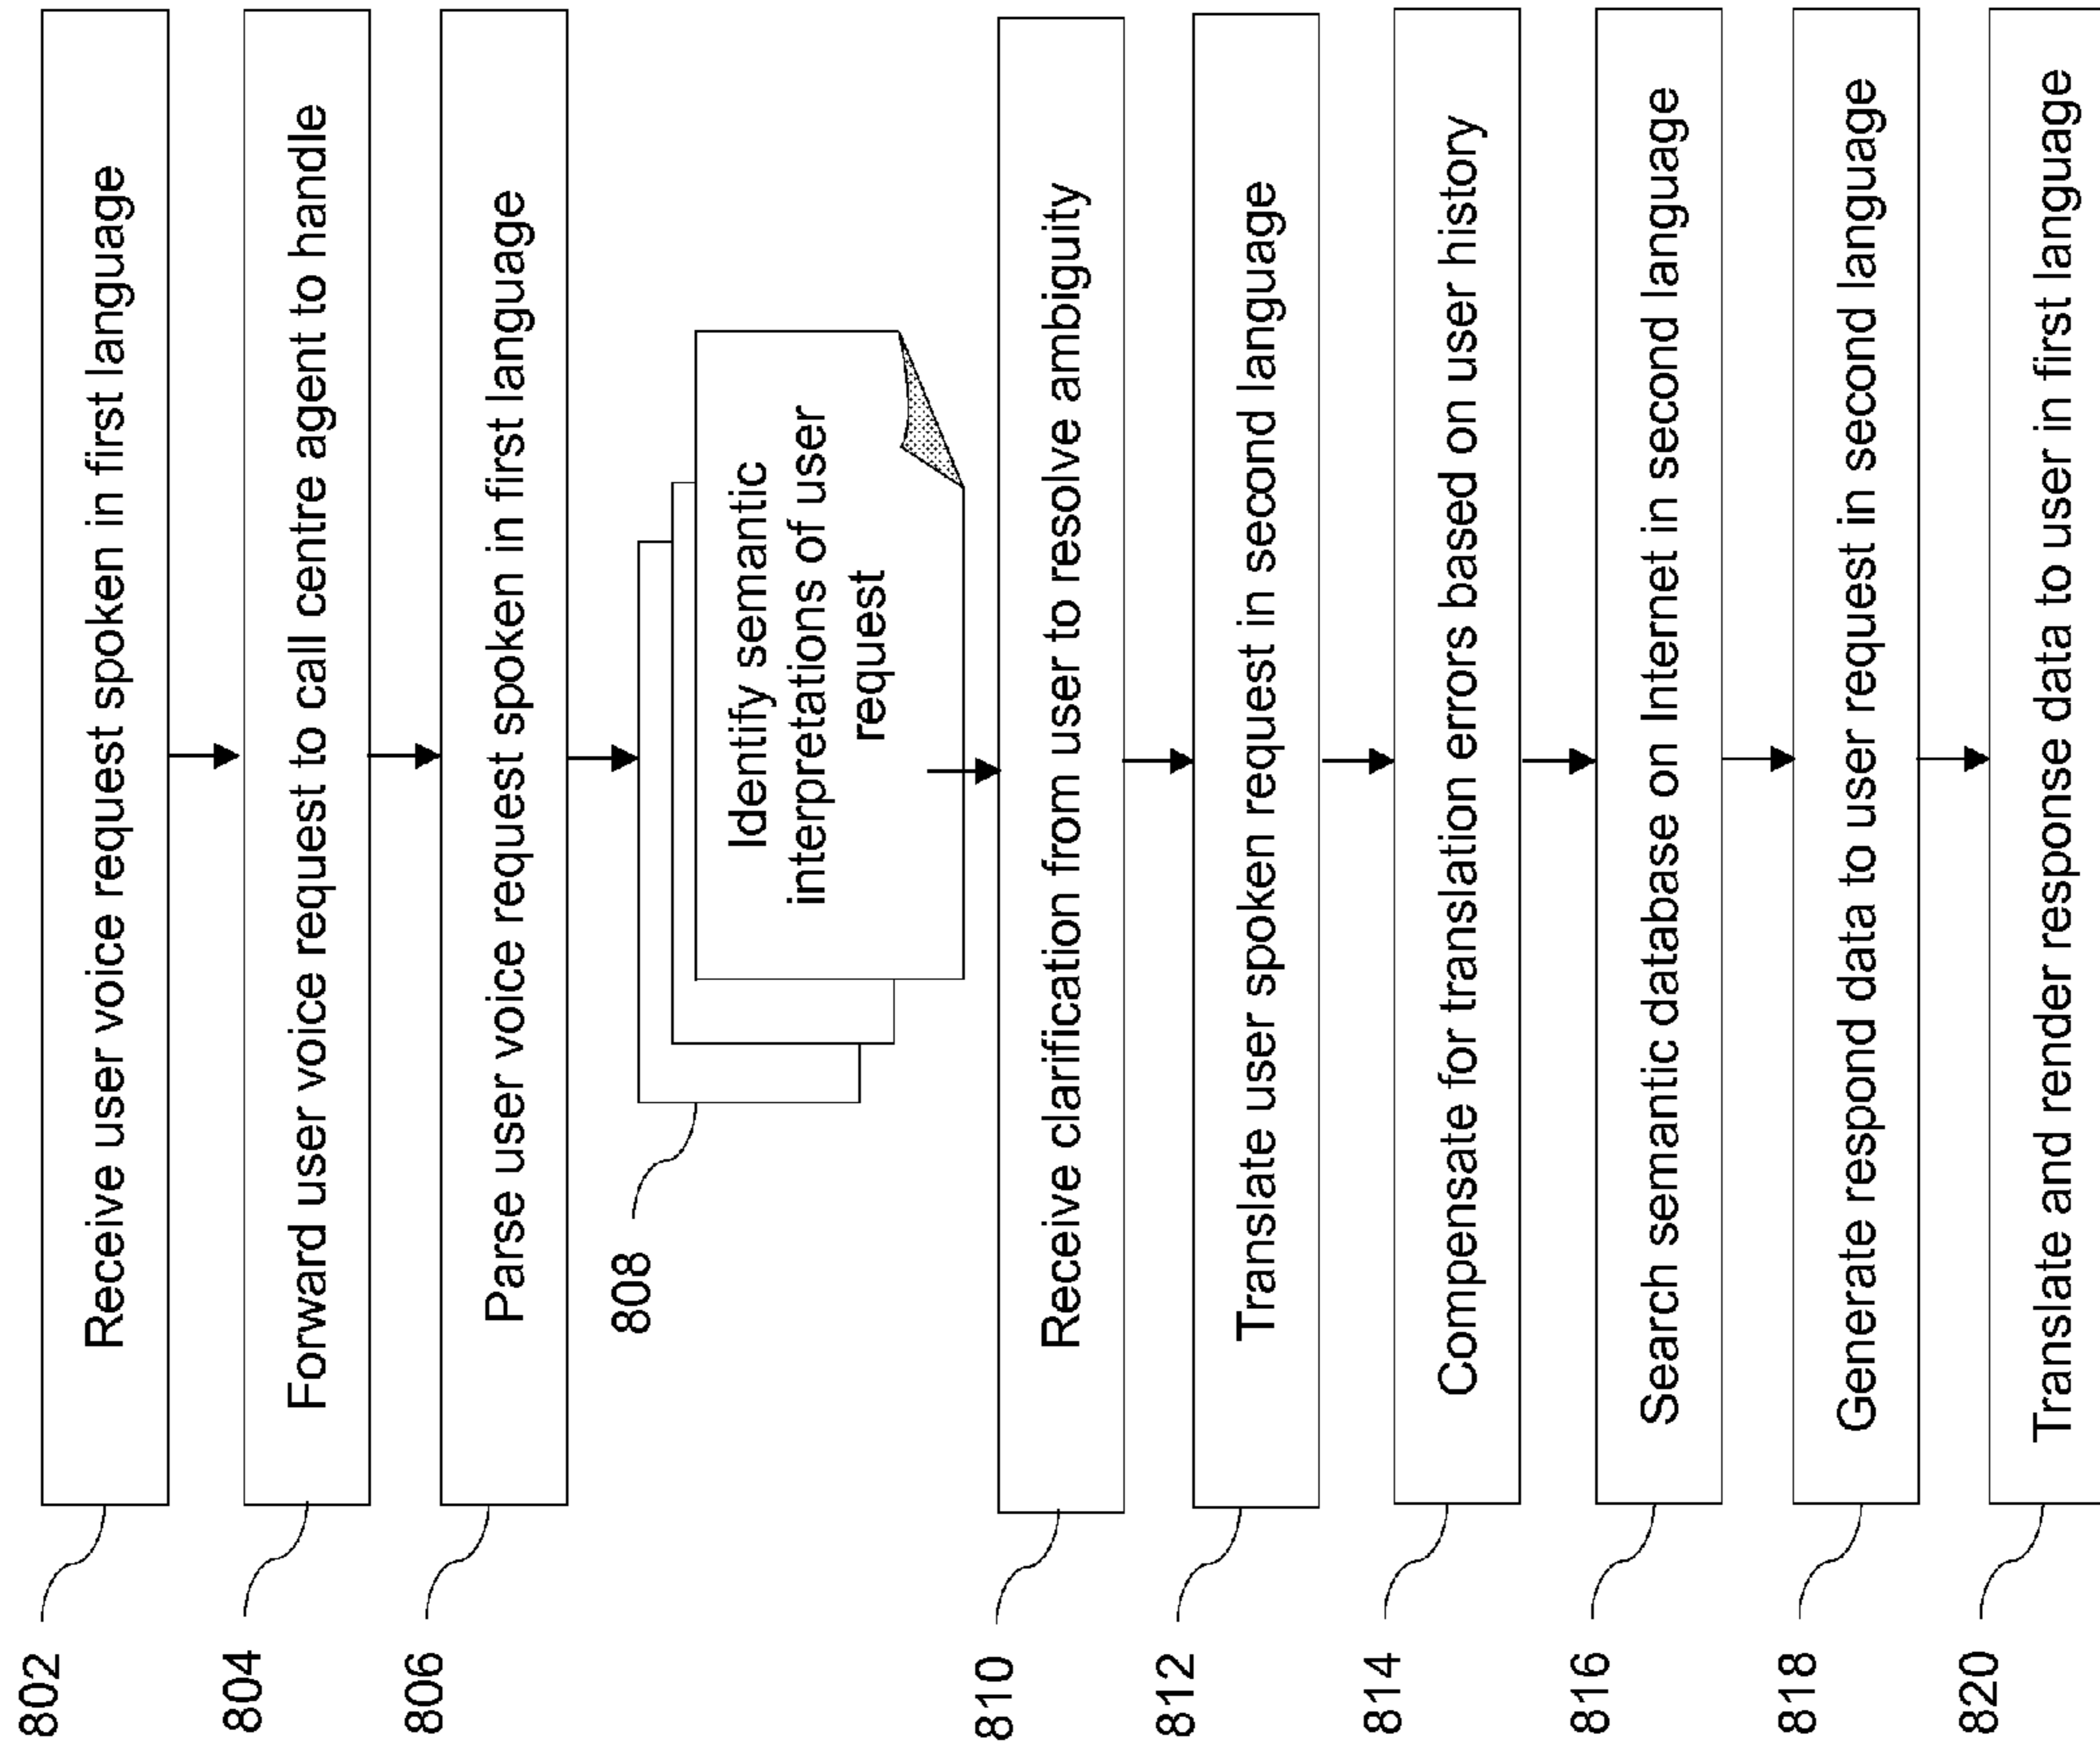 802
Receive user voice request spoken in first language
804
Forward user voice request to call centre agent to handle
806
Parse user voice request spoken in first language
808
Identify semantic
interpretations of user
request
810
Receive clarification from user to resolve ambiguity
812
Translate user spoken request in second language
814
Compensate for translation errors based on user history
816
Search semantic database on Internet in second language
818
Generate respond data to user request in second language
820
Translate and render response data to user in first language